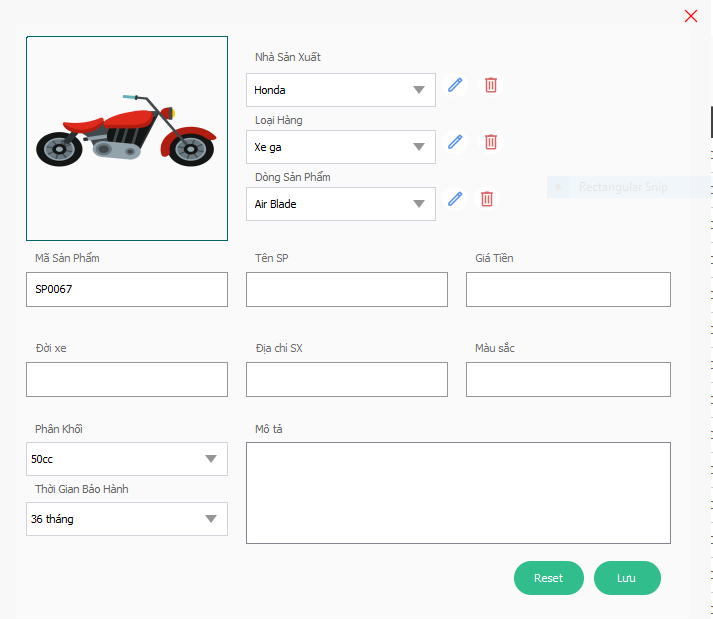 Nhà Sản Xuất
Honda
Loại Hàng
Xe ga
Dòng Sản Phẩm
Air Blade
Rectangular Snip
Mã Sản Phẩm
Tên SP
Giá Tiền
SP0067
Đời xe
Địa chỉ SX
Màu sắc
Phân Khối
Mô tả
50cc
Thời Gian Bảo Hành
36 tháng
Reset
Lưu